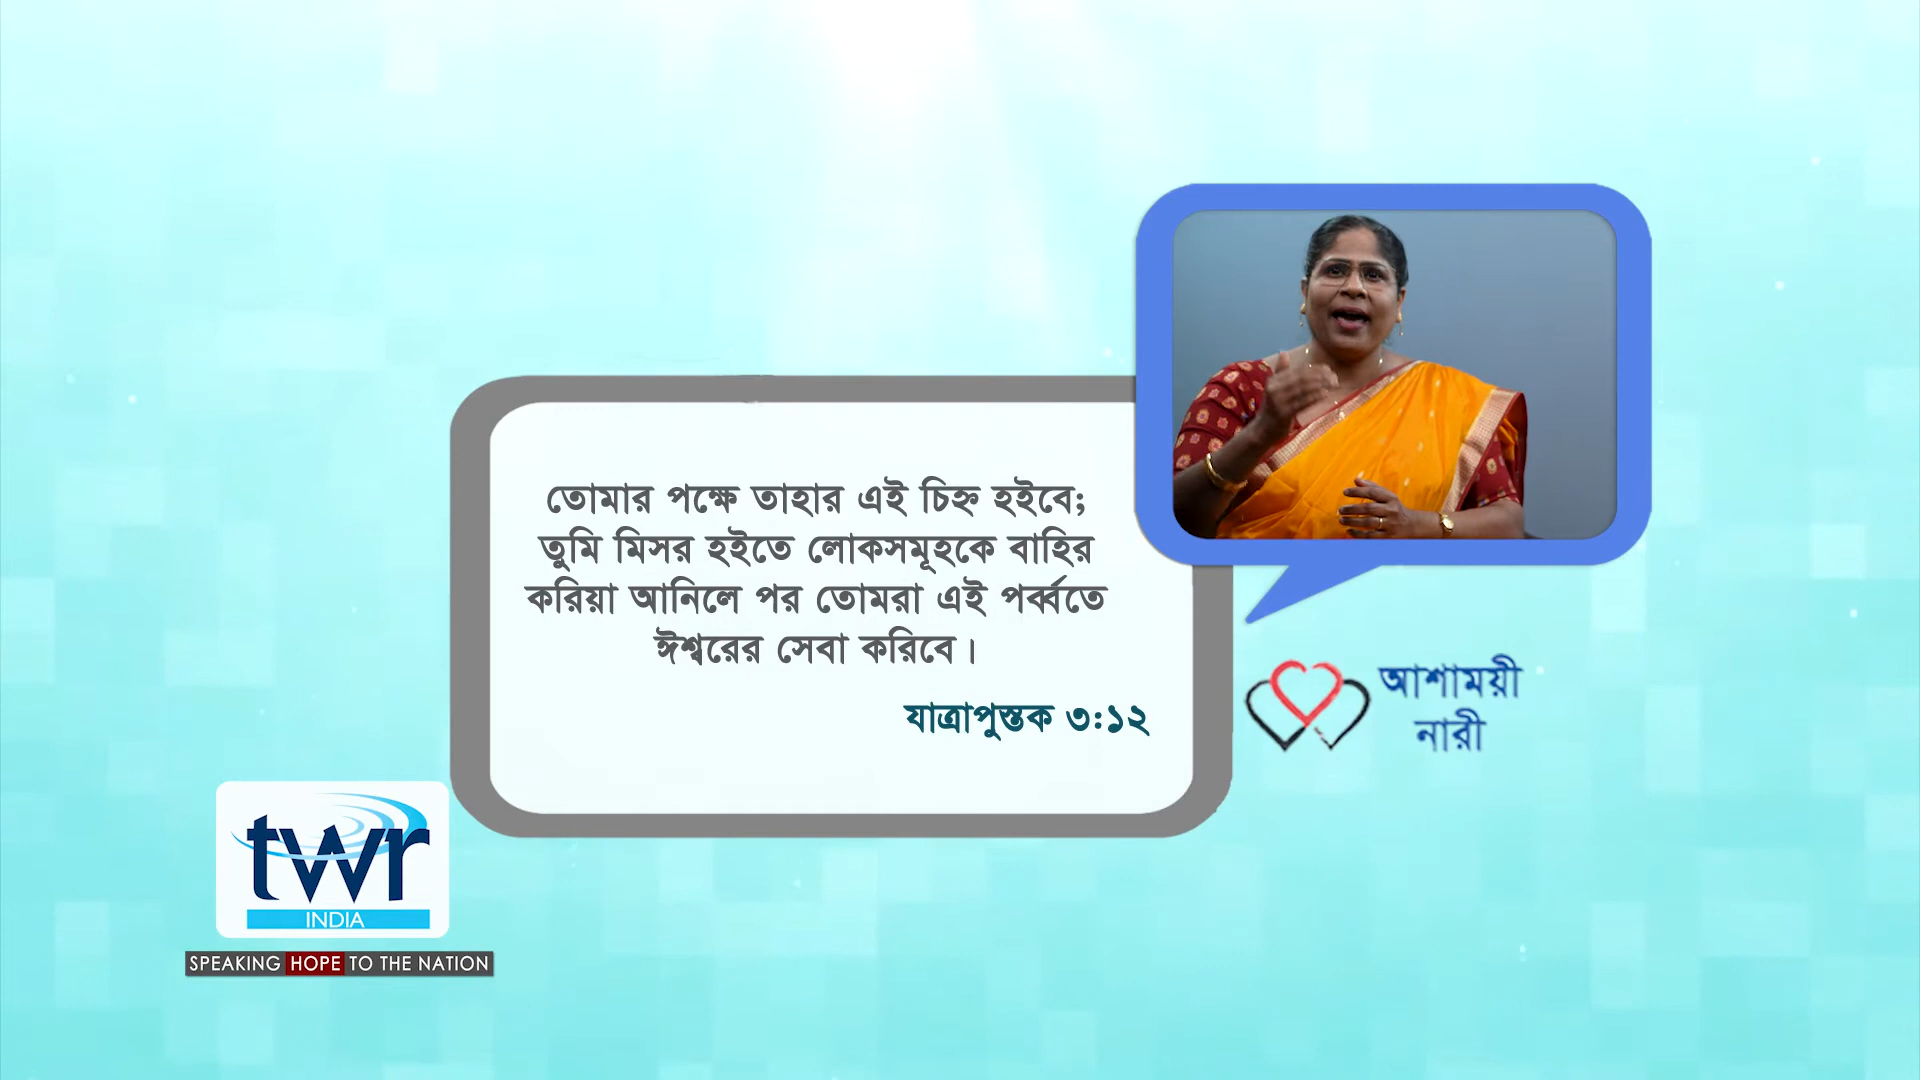 তোমার পক্ষে তাহার এই চিহ্ন হইবে;
তুমি মিসর হইতে লোকসমূহকে বাহির
করিয়া আনিলে পর তোমরা এই পর্ব্বতে
ঈশ্বরের সেবা করিবে।
যাত্রাপুস্তক ৩:১২
আশাময়ী
নারী
twr
INDIA
SPEAKING HOPE TO THE NATION